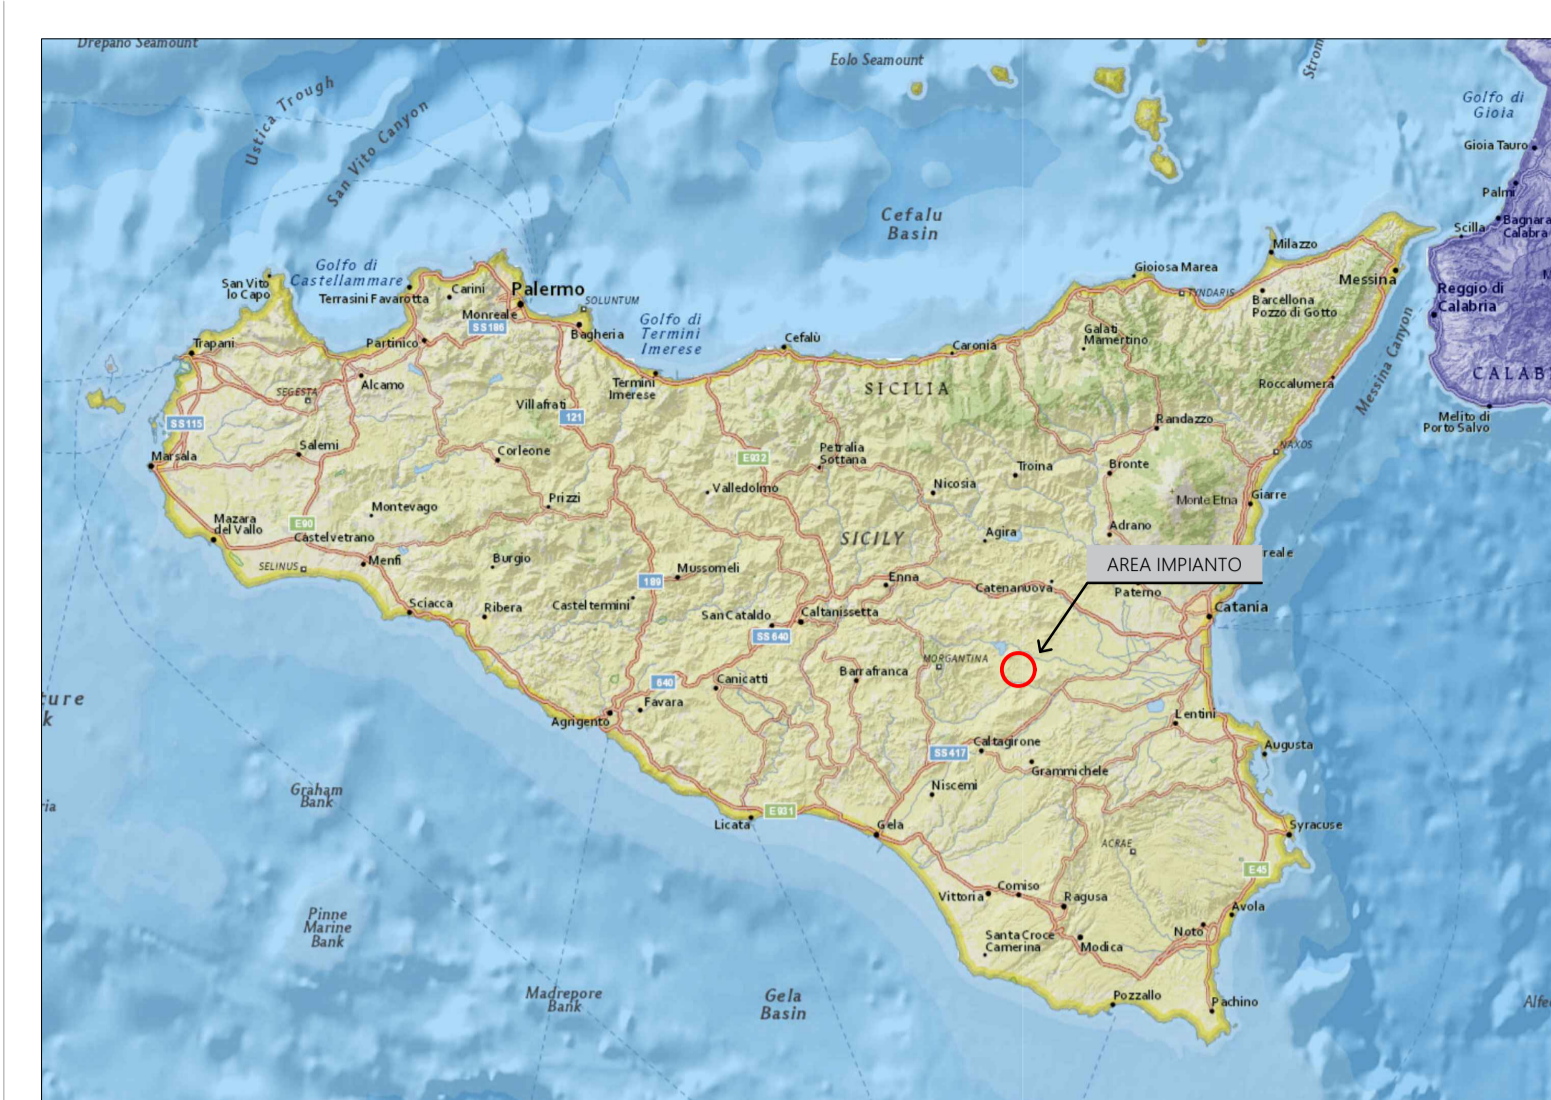 Drepano Seamount
Eolo Seamount
Strom
Ustica Trough
San Vito Canyon
Golfo di
Gioia
Gioia Tauro
Palmi
Bagnara
Calabra
Scilla
Cefalu
Basin
Milazzo
Messina
Gioiosa Marea
TYNDARIS
Barcellona
Pozzo di Gotto
Reggio di
Calabria
Golfo di
Castellammare
San Vito
lo Capo
Terrasini Favarotta
Carini
Palermo
Monreale
SS186
SOLUNTUM
Bagheria
Golfo di
Termini
Imerese
Cefalù
Caronia
Galati
Mamertino
Messina Canyon
CALAB
Trapani
Partinico
SEGESTA
Alcamo
Termini
Imerese
Villafrati
121
SICILIA
Roccalumera
Melito di
Porto Salvo
SS115
Randazzo
NAXOS
Marsala
Salemi
Corleone
E932
Petralia
Sottana
Troina
Bronte
Nicosia
Valledolmo
Monte Etna
Giarre
Prizzi
Montevago
Mazara
del Vallo
E90
Castelvetrano
Agira
Adrano
SICILY
reale
AREA IMPIANTO
SELINUS
Menfi
Burgio
Mussomeli
189
Enna
Catenanuova
Paterno
Sciacca
Ribera
Casteltermini
San Cataldo
Caltanissetta
Catania
SS640
MORGANTINA
Barrafranca
ture
k
640
Canicatti
Favara
Agrigento
Lentini
SS417
Caltagirone
Augusta
Grammichele
Niscemi
Graham
Bank
ria
Licata
E931
Gela
Syracuse
ACRAE
E45
Vittoria
Comiso
Ragusa
Avola
Pinne
Marine
Bank
Santa Croce
Camerina
Modica
Noto
Madrepore
Bank
Gela
Basin
Pozzallo
Pachino
Alfe